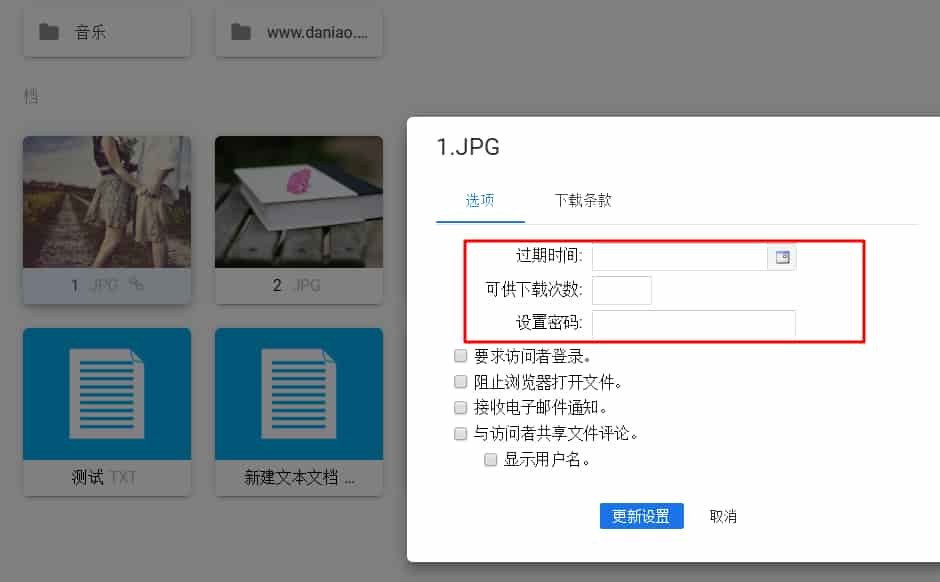 音乐
www.daniao....
档
1 JPG
2 JPG
测试 TXT
新建文本文档 ...
1.JPG
选项
下载条款
过期时间:
可供下载次数:
设置密码:
要求访问者登录。
阻止浏览器打开文件。
接收电子邮件通知。
与访问者共享文件评论。
显示用户名。
更新设置
取消